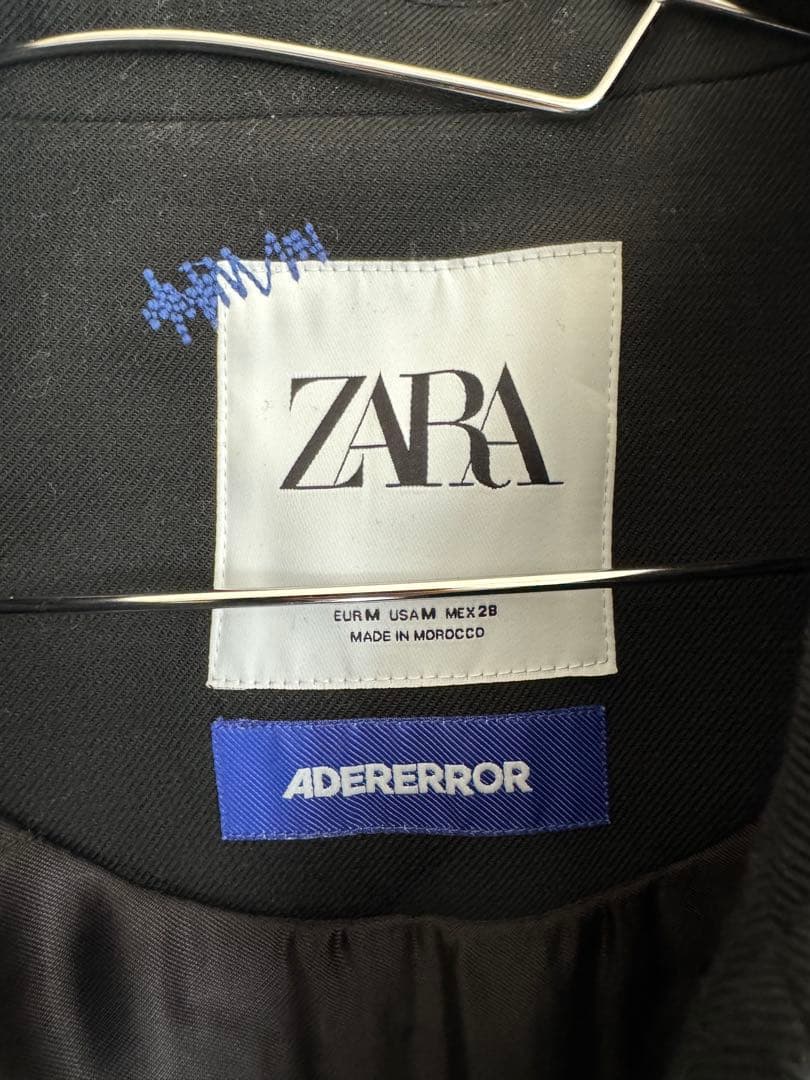 ZARA
EUR M USA M MEX 28
MADE IN MOROCCO
ADERERROR